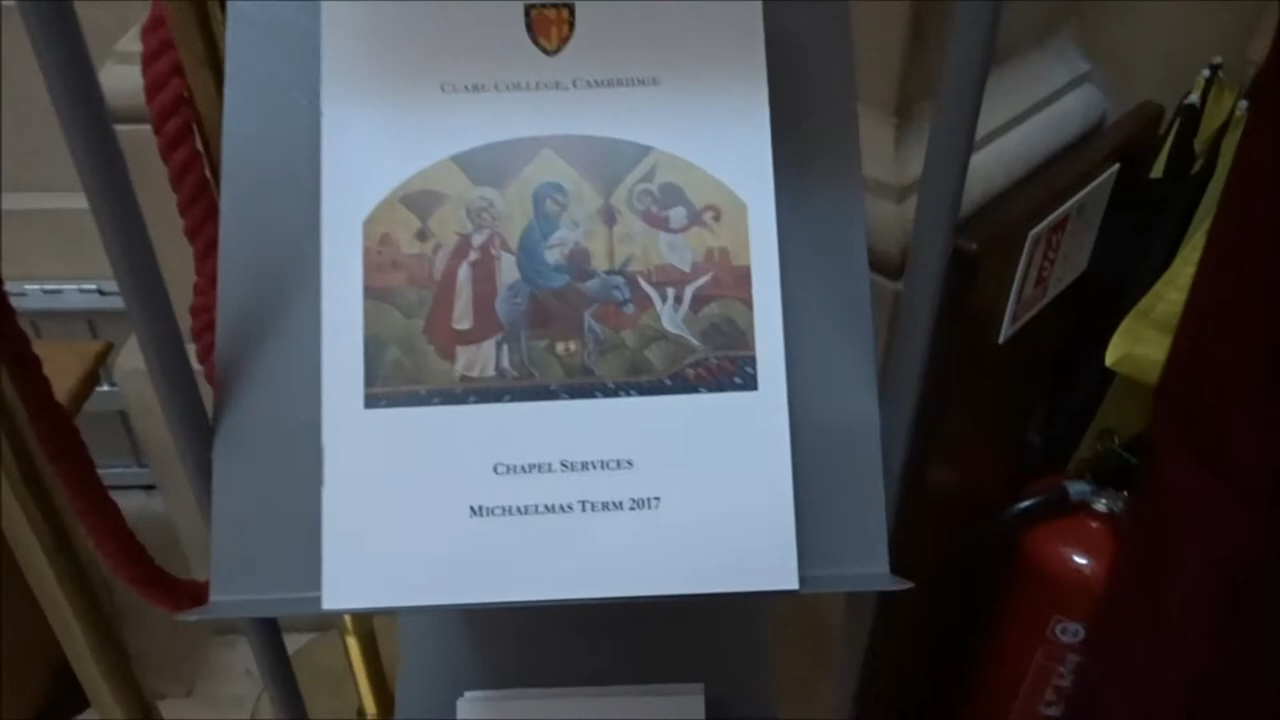 CLARE COLLEGE, CAMBRIDGE
CHAPEL SERVICES
MICHAELMAS TERM 2017